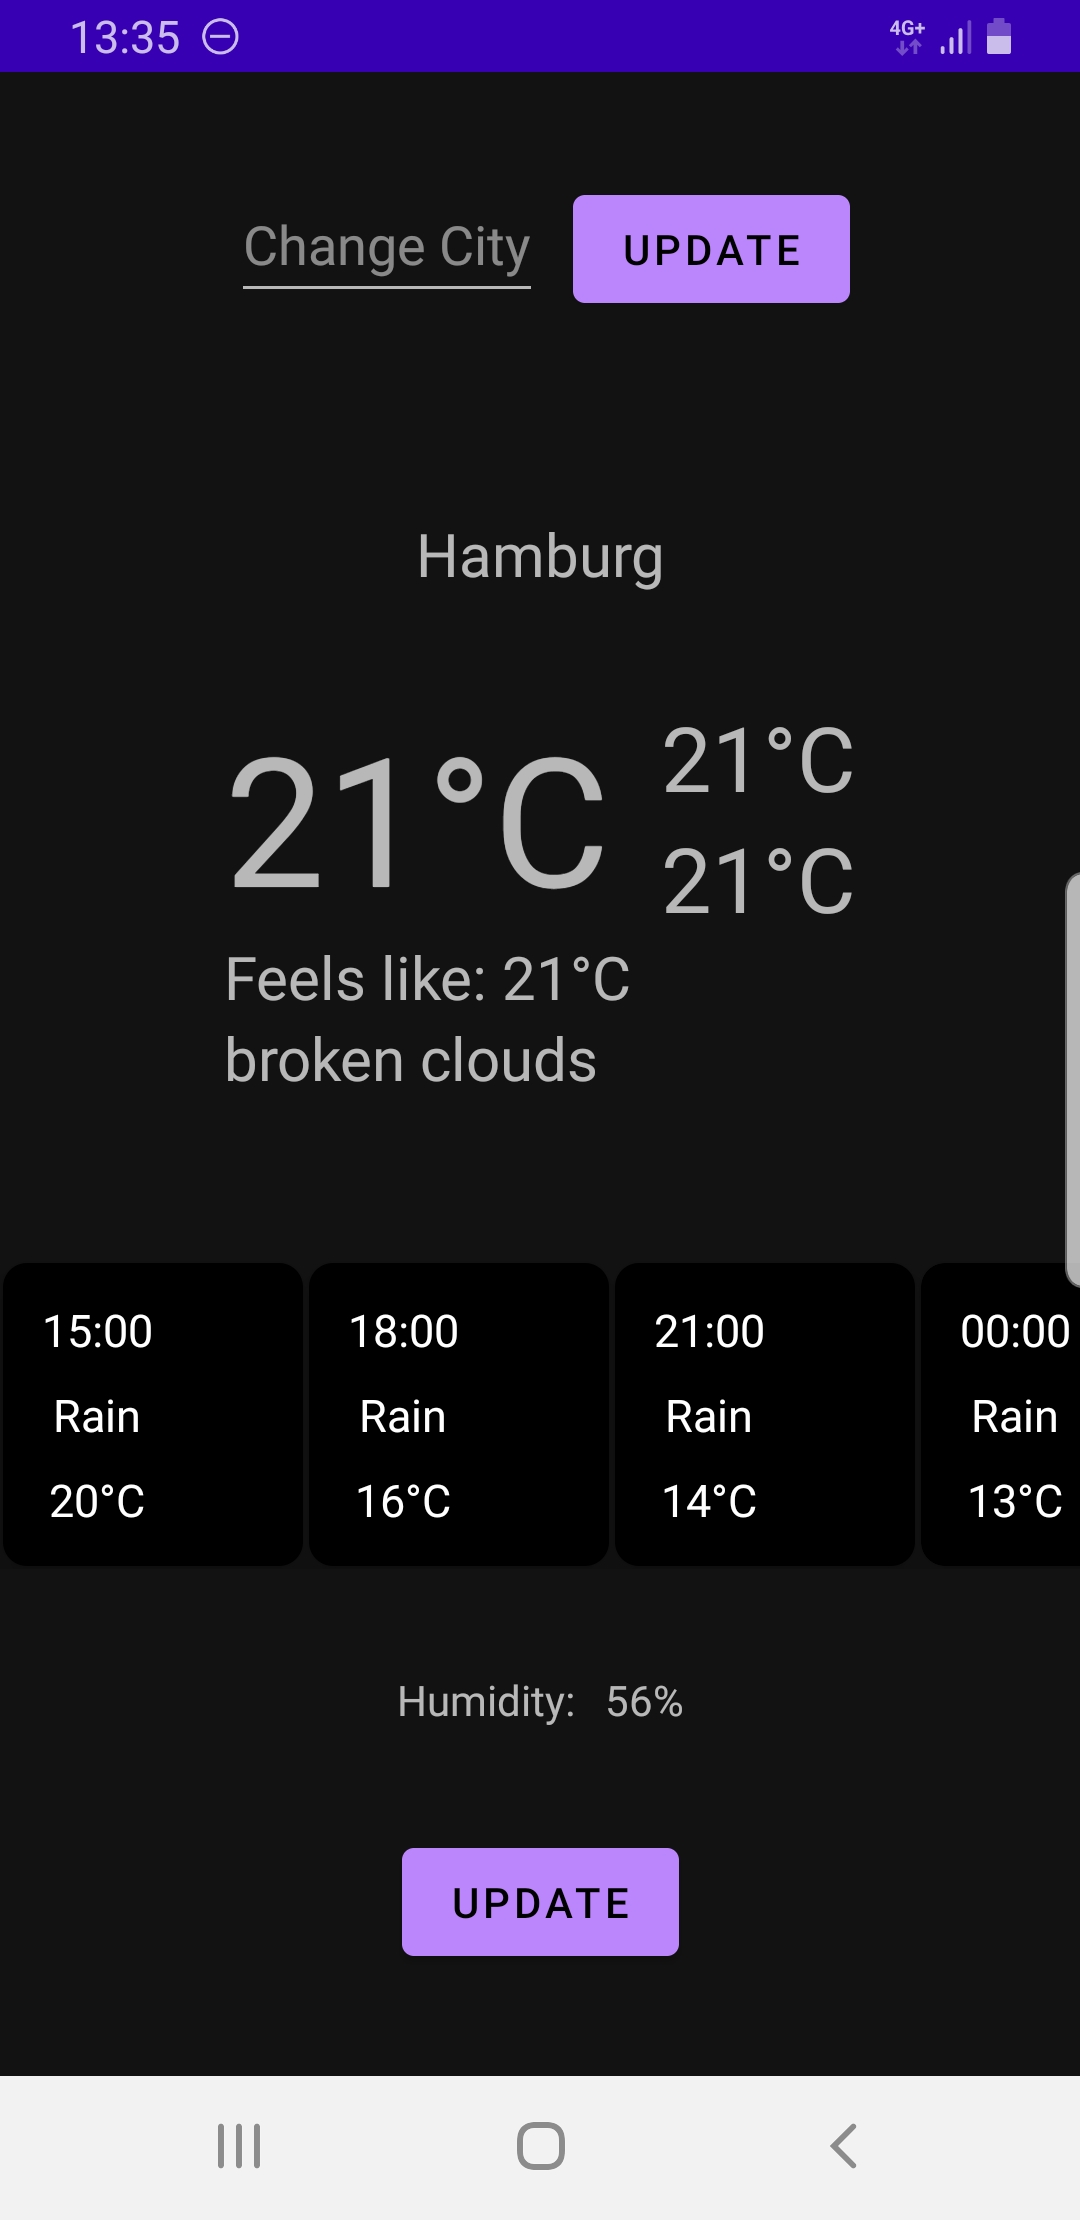 13:35 4G+
Change City UPDATE
Hamburg
21°C 21°C
21°C
Feels like: 21°C
broken clouds
15:00 18:00 21:00 00:00
Rain Rain Rain Rain
20°C 16°C 14°C 13°C
Humidity: 56%
UPDATE